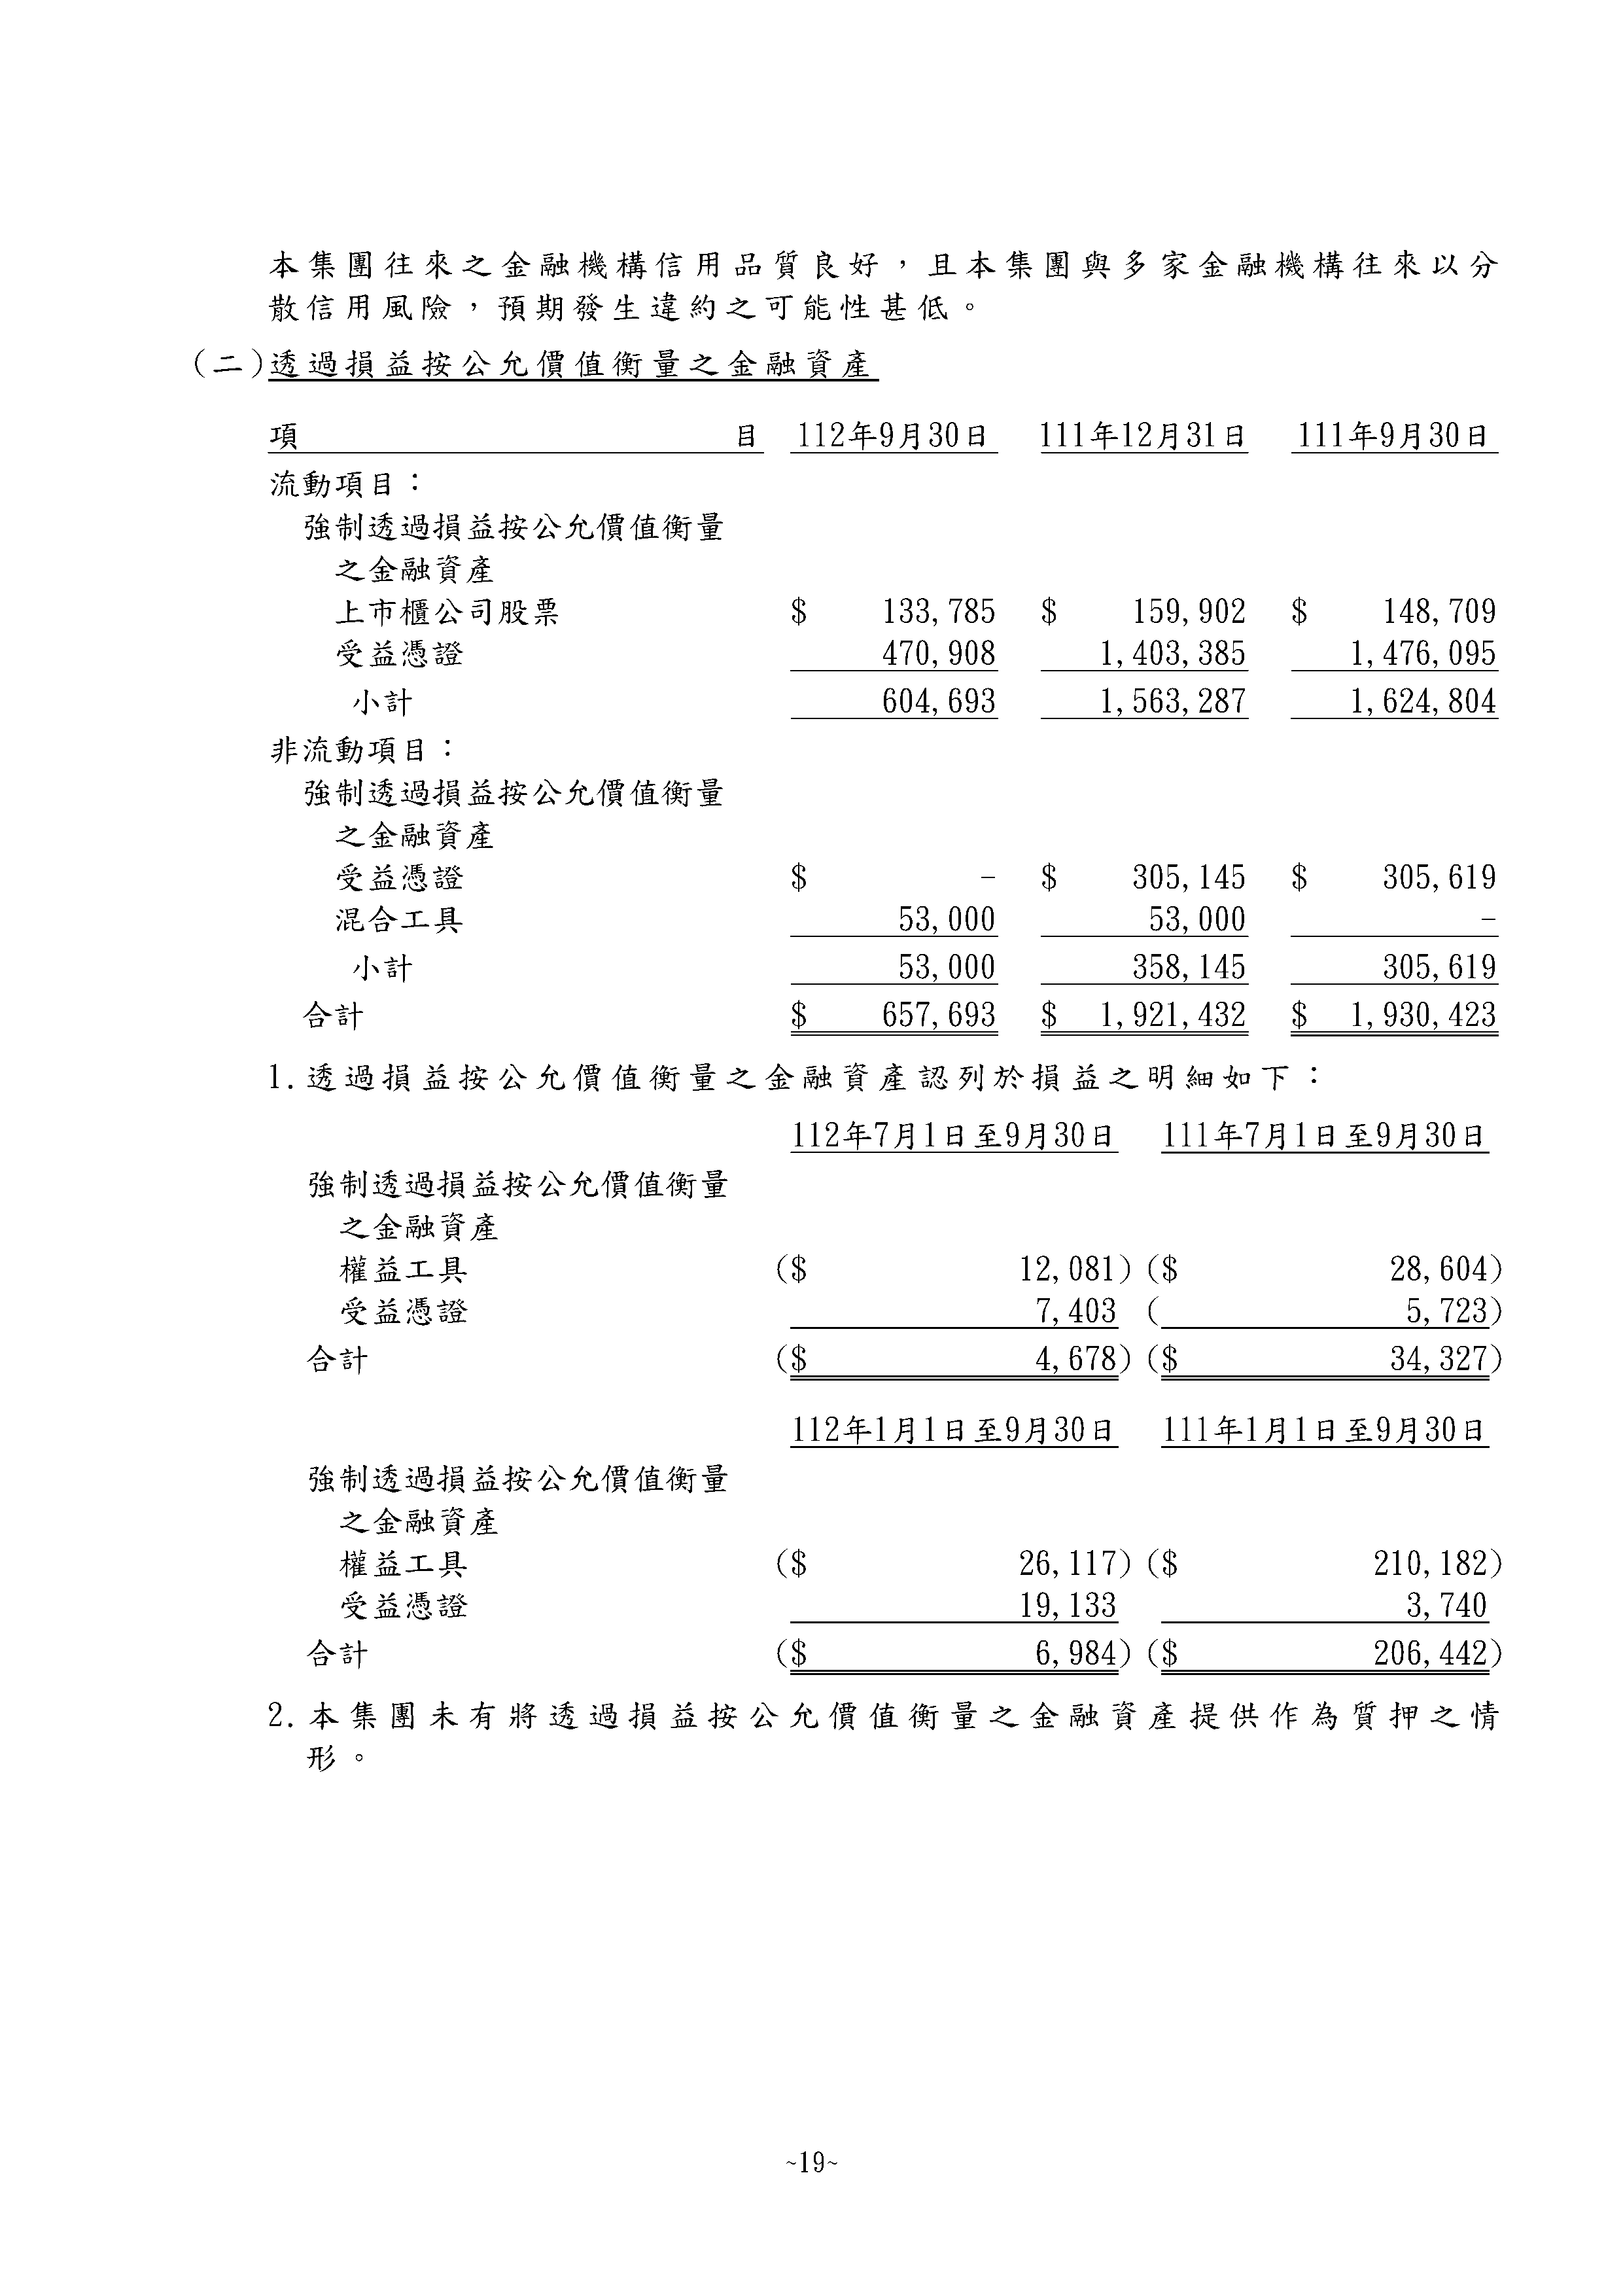 本集團往來之金融機構信用品質良好，且本集團與多家金融機構往來以分
散信用風險，預期發生違約之可能性甚低。
(二)透過損益按公允價值衡量之金融資產
項 目 112年9月30日 111年12月31日 111年9月30日
流動項目：
強制透過損益按公允價值衡量
之金融資產
上市櫃公司股票 $ 133,785 $ 159,902 $ 148,709
受益憑證 470,908 1,403,385 1,476,095
小計 604,693 1,563,287 1,624,804
非流動項目：
強制透過損益按公允價值衡量
之金融資產
受益憑證 $ - $ 305,145 $ 305,619
混合工具 53,000 53,000 -
小計 53,000 358,145 305,619
合計 $ 657,693 $ 1,921,432 $ 1,930,423
1.透過損益按公允價值衡量之金融資產認列於損益之明細如下：
112年7月1日至9月30日 111年7月1日至9月30日
強制透過損益按公允價值衡量
之金融資產
權益工具 ($ 12,081) ($ 28,604)
受益憑證 7,403 ( 5,723)
合計 ($ 4,678) ($ 34,327)
112年1月1日至9月30日 111年1月1日至9月30日
強制透過損益按公允價值衡量
之金融資產
權益工具 ($ 26,117) ($ 210,182)
受益憑證 19,133 3,740
合計 ($ 6,984) ($ 206,442)
2.本集團未有將透過損益按公允價值衡量之金融資產提供作為質押之情
形。
~19~